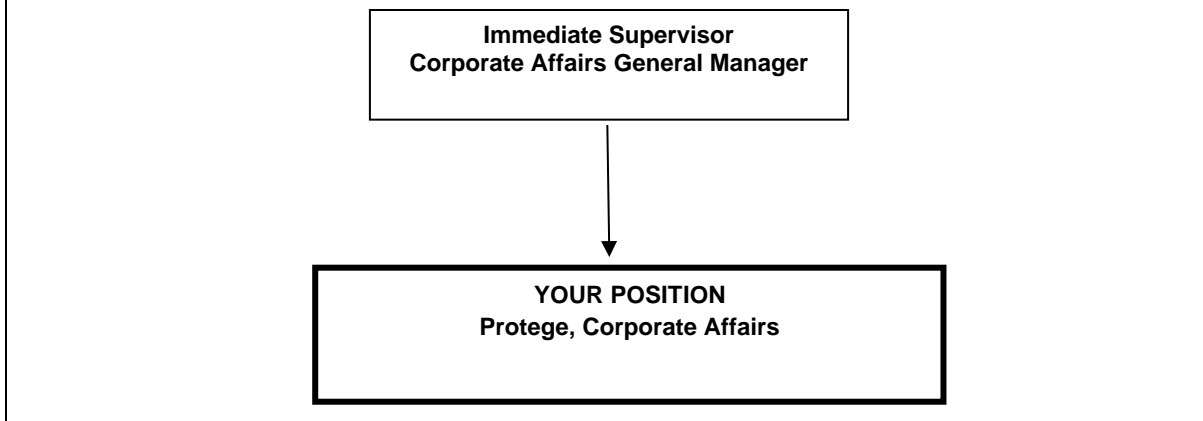 Immediate Supervisor
Corporate Affairs General Manager
YOUR POSITION
Protege, Corporate Affairs